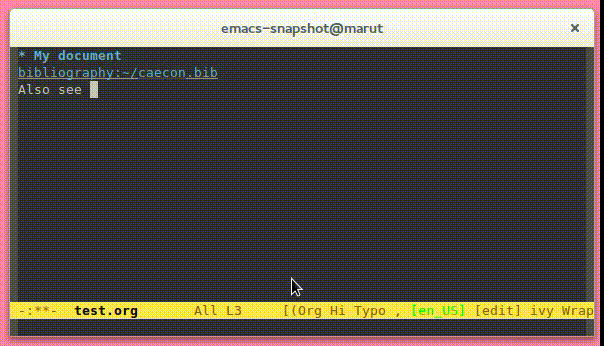 emacs-snapshot@marut ×
* My document
bibliography:~/caecon.bib
Also see
-:**-  test.org       All L3     [(Org Hi Typo , [en_US] [edit] ivy Wrap